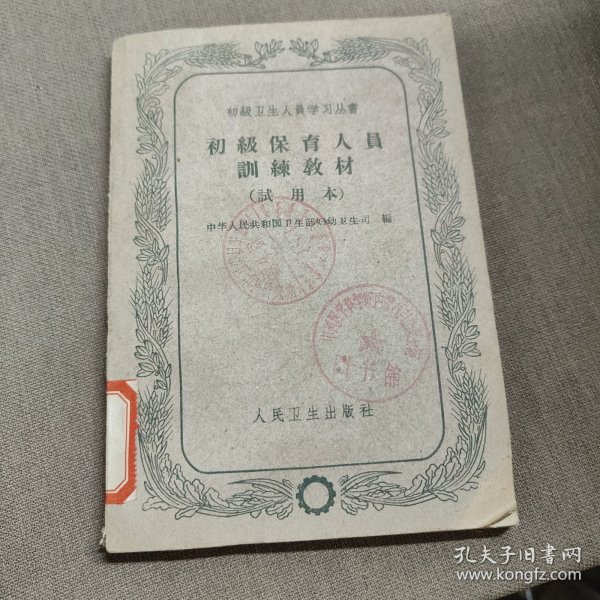 初級卫生人員学习丛書
初級保育人員
訓練教材
(試用本)
中华人民共和国卫生部妇幼卫生司 編
人民卫生出版社
孔夫子旧書网
www.kongfz.com